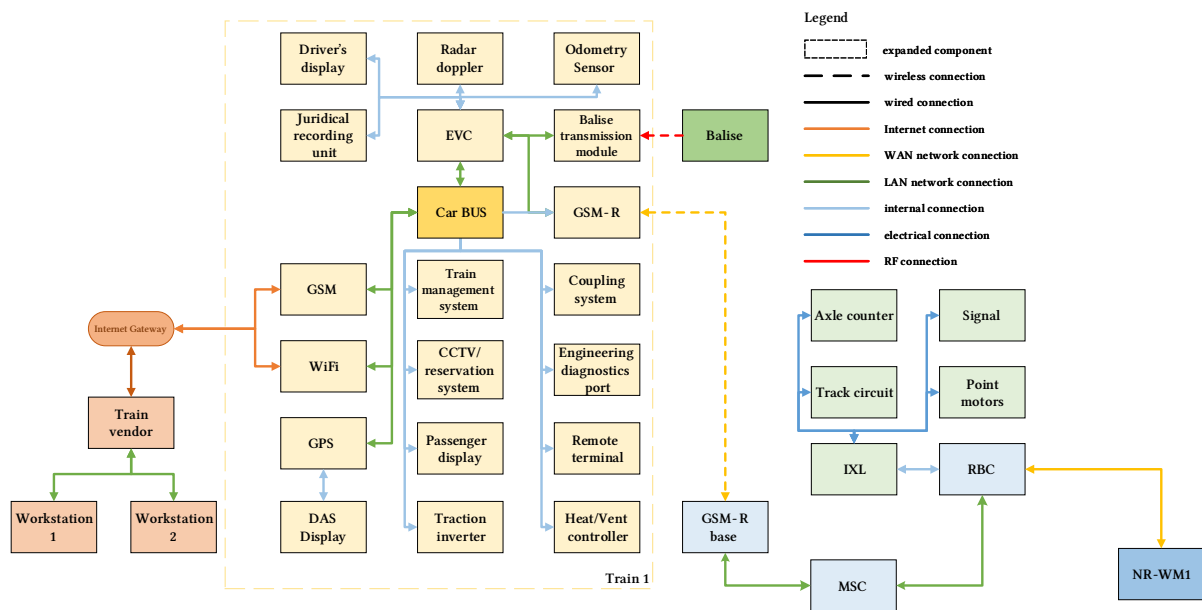 Driver's
display
Radar
doppler
Odometry
Sensor
Juridical
recording
unit
EVC
Balise
transmission
module
Balise
Car BUS
GSM-R
GSM
Train
management
system
Coupling
system
Internet Gateway
WiFi
CCTV/
reservation
system
Engineering
diagnostics
port
Train
vendor
GPS
Passenger
display
Remote
terminal
Workstation
1
Workstation
2
DAS
Display
Traction
inverter
Heat/Vent
controller
Train 1
GSM-R
base
MSC
Legend
expanded component
wireless connection
wired connection
Internet connection
WAN network connection
LAN network connection
internal connection
electrical connection
RF connection
Axle counter
Signal
Track circuit
Point
motors
IXL
RBC
NR-WM1